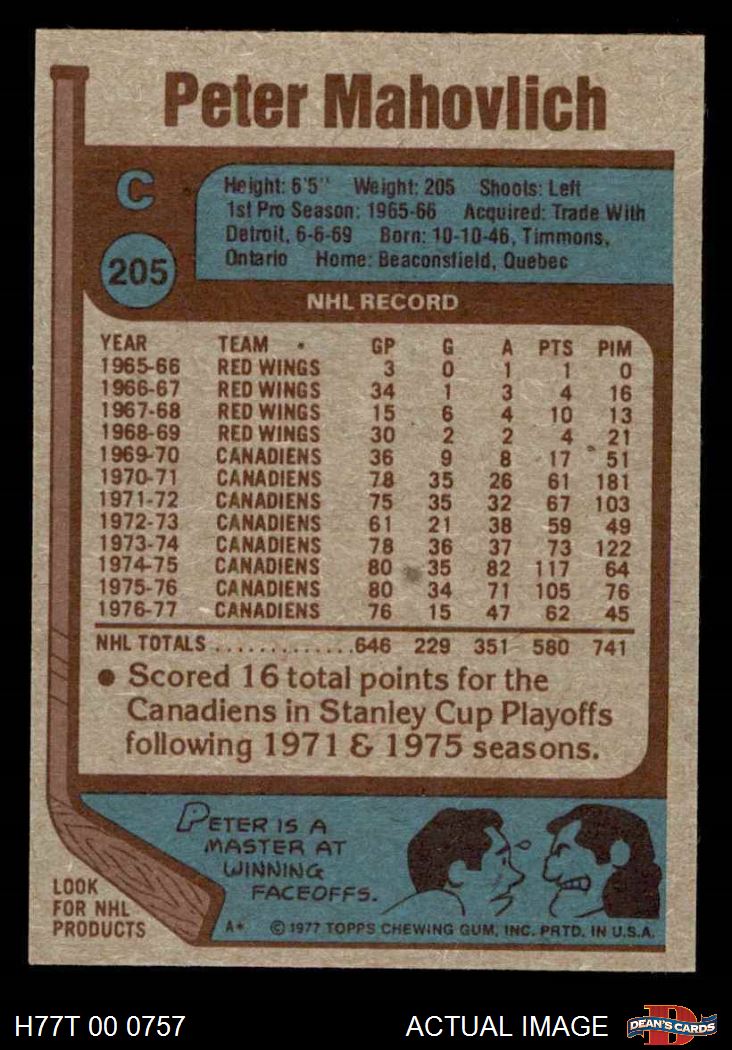 Peter Mahovlich
C
205
Height: 6'5" Weight: 205 Shoots: Left
1st Pro Season: 1965-66 Acquired: Trade With
Detroit, 6-6-69 Born: 10-10-46, Timmons,
Ontario Home: Beaconsfield, Quebec
NHL RECORD
YEAR TEAM GP G A PTS PIM
1965-66 RED WINGS 3 0 1 1 0
1966-67 RED WINGS 34 1 3 4 16
1967-68 RED WINGS 15 6 4 10 13
1968-69 RED WINGS 30 2 2 4 21
1969-70 CANADIENS 36 9 8 17 51
1970-71 CANADIENS 78 35 26 61 181
1971-72 CANADIENS 75 35 32 67 103
1972-73 CANADIENS 61 21 38 59 49
1973-74 CANADIENS 78 36 37 73 122
1974-75 CANADIENS 80 35 82 117 64
1975-76 CANADIENS 80 34 71 105 76
1976-77 CANADIENS 76 15 47 62 45
NHL TOTALS .............646 229 351 580 741
● Scored 16 total points for the
Canadiens in Stanley Cup Playoffs
following 1971 & 1975 seasons.
PETER IS A
MASTER AT
WINNING
FACEOFFS.
LOOK
FOR NHL
PRODUCTS
A* © 1977 TOPPS CHEWING GUM, INC. PRTD. IN U.S.A.
H77T 00 0757 ACTUAL IMAGE D DEAN'S CARDS